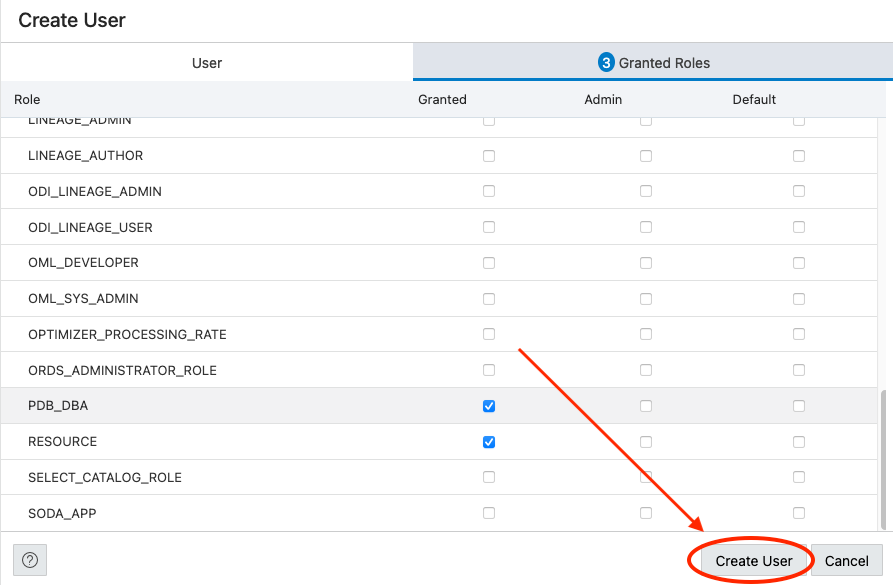 Create User
User
3 Granted Roles
Role Granted Admin Default
LINEAGE_ADMIN
LINEAGE_AUTHOR
ODI_LINEAGE_ADMIN
ODI_LINEAGE_USER
OML_DEVELOPER
OML_SYS_ADMIN
OPTIMIZER_PROCESSING_RATE
ORDS_ADMINISTRATOR_ROLE
PDB_DBA
RESOURCE
SELECT_CATALOG_ROLE
SODA_APP
? Create User Cancel